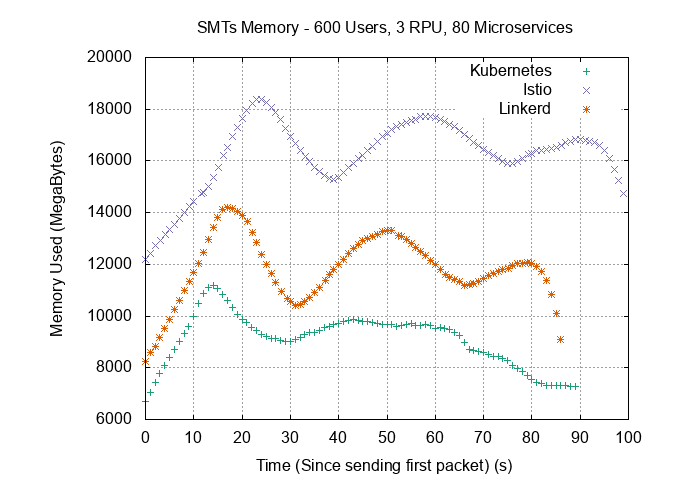 SMTs Memory - 600 Users, 3 RPU, 80 Microservices
20000
18000
16000
14000
12000
10000
8000
6000
Memory Used (MegaBytes)
Kubernetes
Istio
Linkerd
0 10 20 30 40 50 60 70 80 90 100
Time (Since sending first packet) (s)